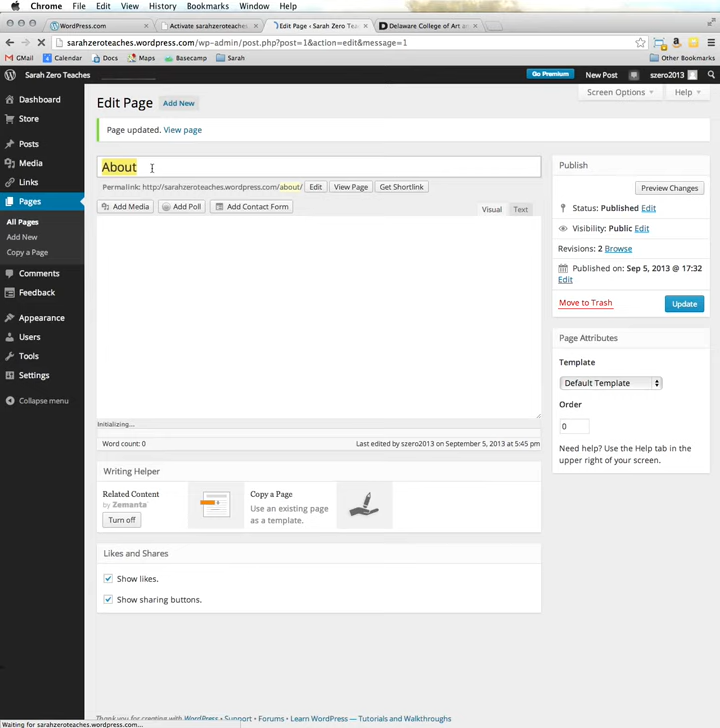 Chrome File Edit View History Bookmarks Window Help
WordPress.com Activate sarahzeroteaches.w Edit Page ‹ Sarah Zero Teach Delaware College of Art an
sarahzeroteaches.wordpress.com/wp-admin/post.php?post=1&action=edit&message=1
GMail Calendar Docs Maps Basecamp Sarah Other Bookmarks
Sarah Zero Teaches Go Premium New Post szero2013
Dashboard
Store
Posts
Media
Links
Pages
All Pages
Add New
Copy a Page
Comments
Feedback
Appearance
Users
Tools
Settings
Collapse menu
Screen Options Help
Edit Page Add New
Page updated. View page
About
Permalink: http://sarahzeroteaches.wordpress.com/about/ Edit View Page Get Shortlink
Add Media Add Poll Add Contact Form Visual Text
Initializing...
Word count: 0 Last edited by szero2013 on September 5, 2013 at 5:45 pm
Writing Helper
Related Content
by Zemanta
Turn off
Copy a Page
Use an existing page
as a template.
Likes and Shares
Show likes.
Show sharing buttons.
Publish
Preview Changes
Status: Published Edit
Visibility: Public Edit
Revisions: 2 Browse
Published on: Sep 5, 2013 @ 17:32
Edit
Move to Trash Update
Page Attributes
Template
Default Template
Order
0
Need help? Use the Help tab in the
upper right of your screen.
Thank you for creating with WordPress • Support • Forums • Learn WordPress — Tutorials and Walkthroughs
Waiting for sarahzeroteaches.wordpress.com...